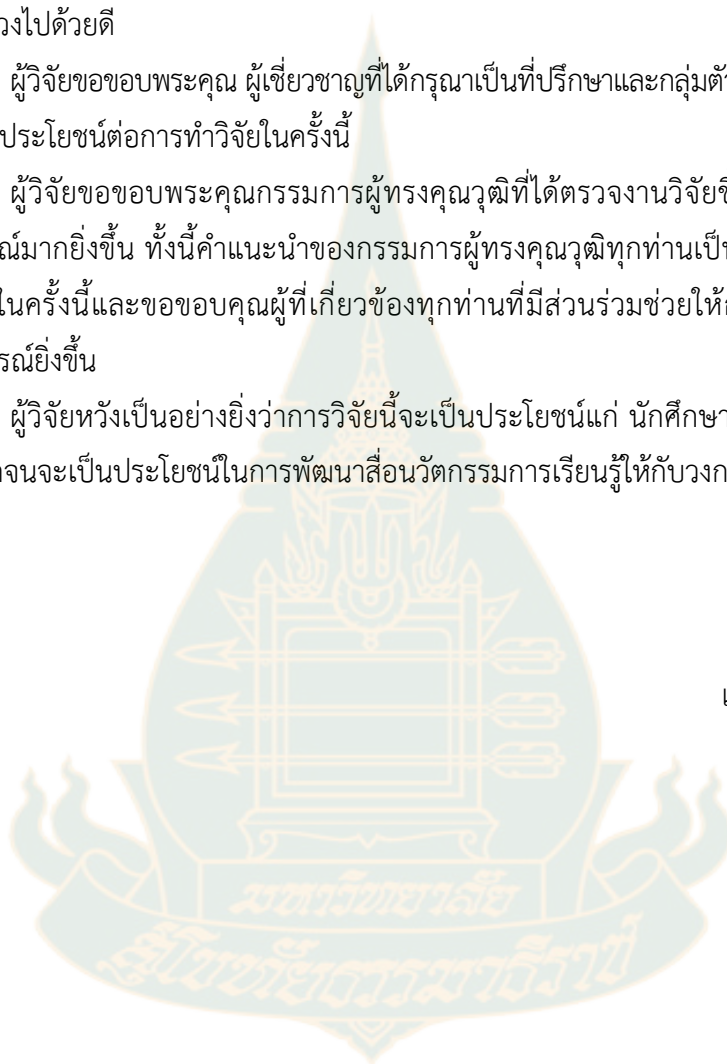 วงไปด้วยดี
ผู้วิจัยขอขอบพระคุณ ผู้เชี่ยวชาญที่ได้กรุณาเป็นที่ปรึกษาและกลุ่มตัว
ประโยชน์ต่อการทำวิจัยในครั้งนี้
ผู้วิจัยขอขอบพระคุณกรรมการผู้ทรงคุณวุฒิที่ได้ตรวจงานวิจัยชิ
ณ์มากยิ่งขึ้น ทั้งนี้คำแนะนำของกรรมการผู้ทรงคุณวุฒิทุกท่านเป็น
ในครั้งนี้และขอขอบคุณผู้ที่เกี่ยวข้องทุกท่านที่มีส่วนร่วมช่วยให้ก
รณ์ยิ่งขึ้น
ผู้วิจัยหวังเป็นอย่างยิ่งว่าการวิจัยนี้จะเป็นประโยชน์แก่ นักศึกษา
จนจะเป็นประโยชน์ในการพัฒนาสื่อนวัตกรรมการเรียนรู้ให้กับวงก
มหาวิทยาลัย
สุโขทัยธรรมาธิราช